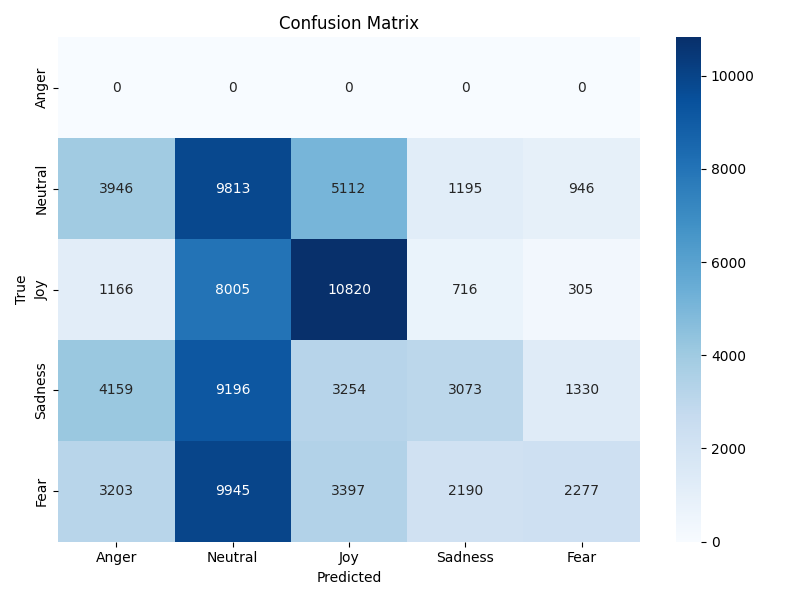 Confusion Matrix
True
Anger 0 0 0 0 0
Neutral 3946 9813 5112 1195 946
Joy 1166 8005 10820 716 305
Sadness 4159 9196 3254 3073 1330
Fear 3203 9945 3397 2190 2277
Anger Neutral Joy Sadness Fear
Predicted
10000
8000
6000
4000
2000
0